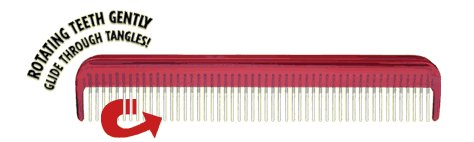 ROTATING TEETH GENTLY
GLIDE THROUGH TANGLES!